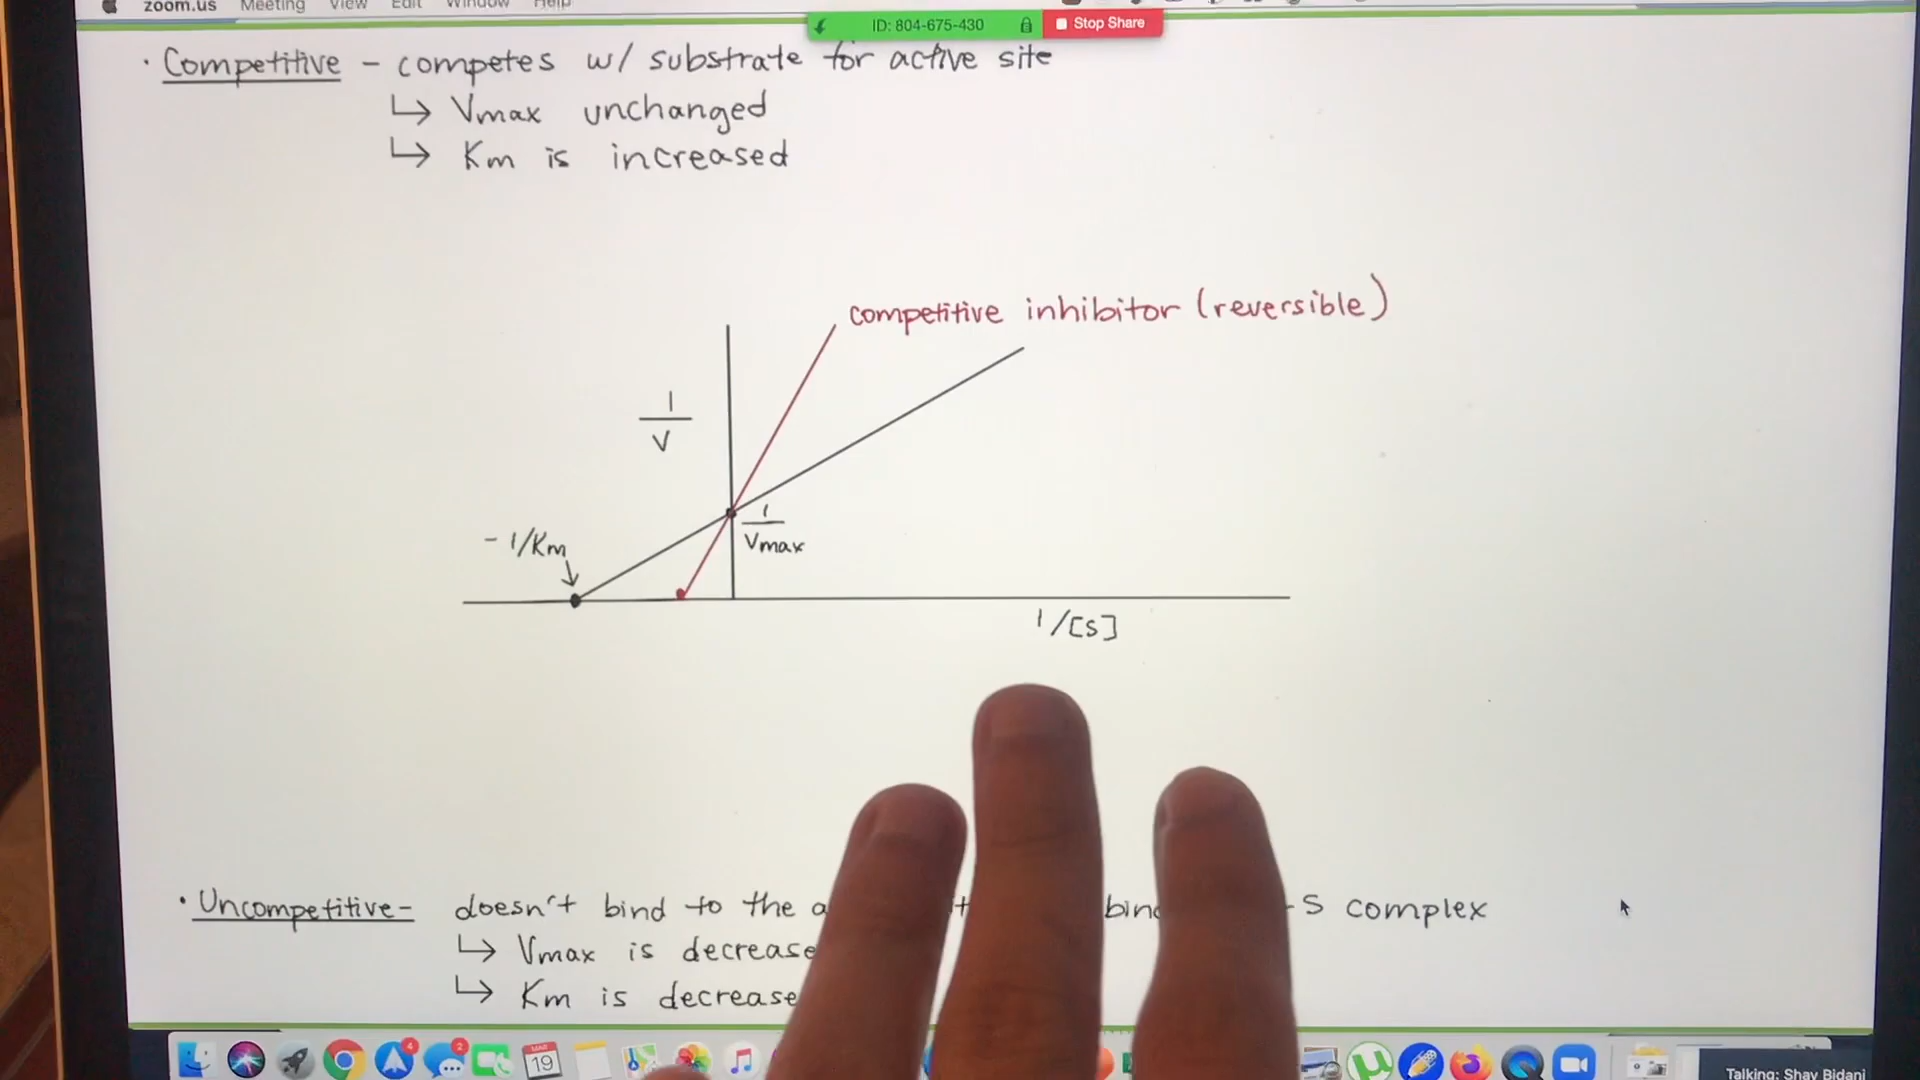 zoom.us Meeting View Edit Window Help
ID: 804-675-430 Stop Share
· Competitive - competes w/ substrate for active site
↳ Vmax unchanged
↳ Km is increased
competitive inhibitor (reversible)
1
V
- 1/Km
1
Vmax
1/[S]
· Uncompetitive - doesn't bind to the S complex
↳ Vmax is decrease
↳ Km is decrease
4
2
19
Talking: Shay Bidani